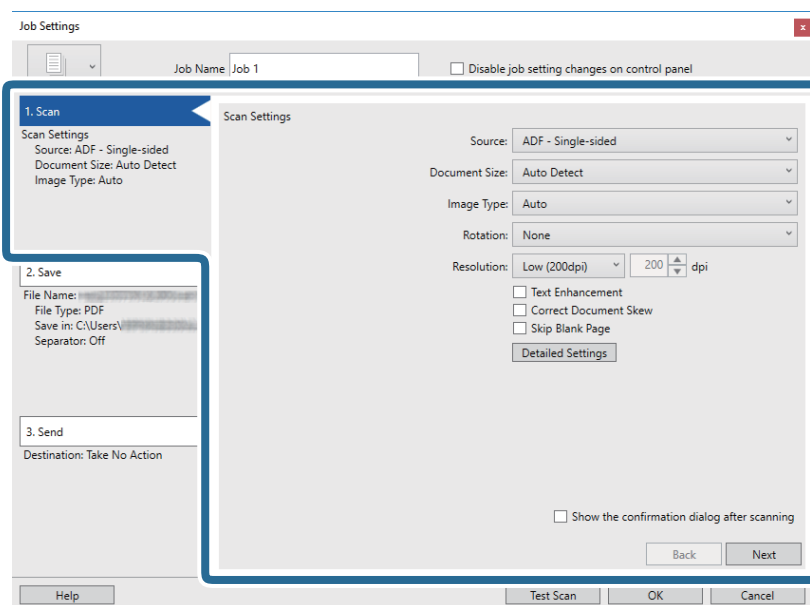 Job Settings
x
Job Name Job 1
Disable job setting changes on control panel
1. Scan
Scan Settings
Source: ADF - Single-sided
Document Size: Auto Detect
Image Type: Auto
2. Save
File Name:
File Type: PDF
Save in: C:\Users\
Separator: Off
3. Send
Destination: Take No Action
Scan Settings
Source: ADF - Single-sided
Document Size: Auto Detect
Image Type: Auto
Rotation: None
Resolution: Low (200dpi) 200 dpi
Text Enhancement
Correct Document Skew
Skip Blank Page
Detailed Settings
Show the confirmation dialog after scanning
Back Next
Help Test Scan OK Cancel